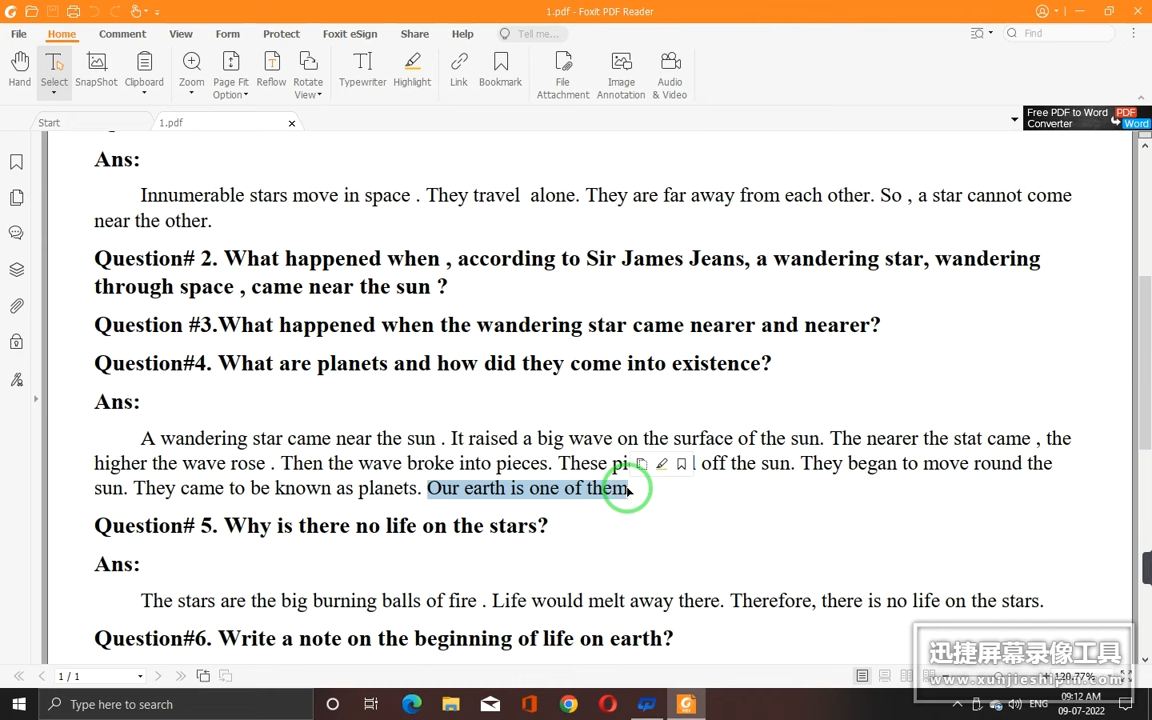 1.pdf - Foxit PDF Reader
File Home Comment View Form Protect Foxit eSign Share Help Tell me... Find
Hand Select SnapShot Clipboard Zoom Page Fit Option Reflow Rotate View Typewriter Highlight Link Bookmark File Attachment Image Annotation Audio & Video
Start 1.pdf
Free PDF to Word Converter PDF Word
Ans:
Innumerable stars move in space . They travel alone. They are far away from each other. So , a star cannot come
near the other.
Question# 2. What happened when , according to Sir James Jeans, a wandering star, wandering
through space , came near the sun ?
Question #3.What happened when the wandering star came nearer and nearer?
Question#4. What are planets and how did they come into existence?
Ans:
A wandering star came near the sun . It raised a big wave on the surface of the sun. The nearer the stat came , the
higher the wave rose . Then the wave broke into pieces. These pi off the sun. They began to move round the
sun. They came to be known as planets. Our earth is one of them
Question# 5. Why is there no life on the stars?
Ans:
The stars are the big burning balls of fire . Life would melt away there. Therefore, there is no life on the stars.
Question#6. Write a note on the beginning of life on earth?
迅捷屏幕录像工具
www.xunjieshipin.com
1 / 1
Type here to search
ENG
09:12 AM
09-07-2022